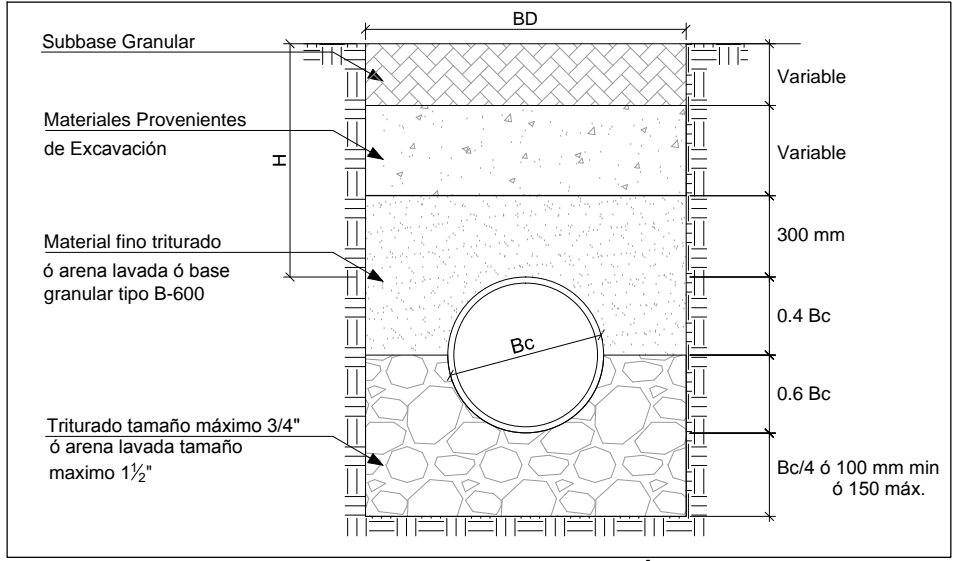 BD
Subbase Granular
Variable
Materiales Provenientes
de Excavación
H
Variable
Material fino triturado
ó arena lavada ó base
granular tipo B-600
300 mm
0.4 Bc
Bc
0.6 Bc
Triturado tamaño máximo 3/4"
ó arena lavada tamaño
maximo 1½"
Bc/4 ó 100 mm min
ó 150 máx.